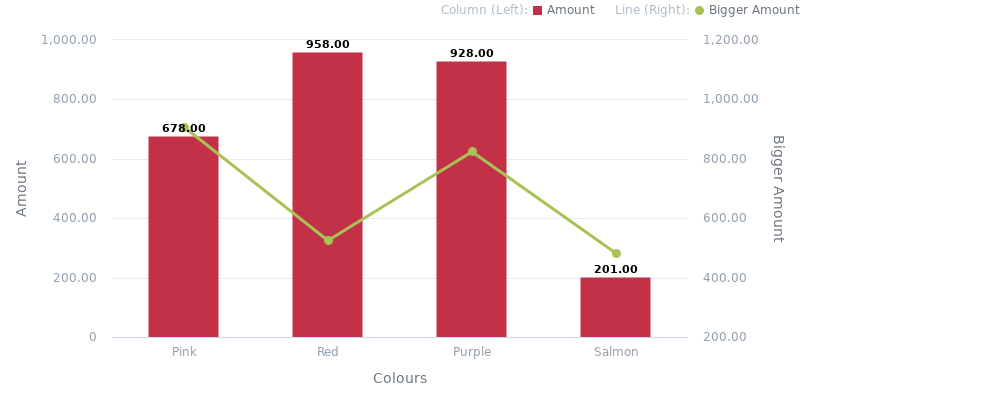 Column (Left): Amount Line (Right): Bigger Amount
1,000.00 958.00 1,200.00
928.00
800.00 1,000.00
678.00
600.00 800.00
Amount
Bigger Amount
400.00 600.00
201.00
200.00 400.00
0 200.00
Pink Red Purple Salmon
Colours